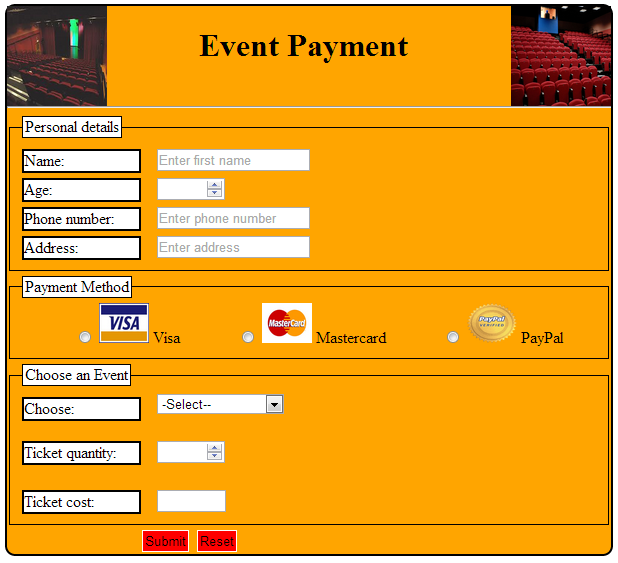 Event Payment
Personal details
Name: Enter first name
Age:
Phone number: Enter phone number
Address: Enter address
Payment Method
VISA Visa MasterCard Mastercard PayPal VERIFIED PayPal
Choose an Event
Choose: -Select--
Ticket quantity:
Ticket cost:
Submit Reset